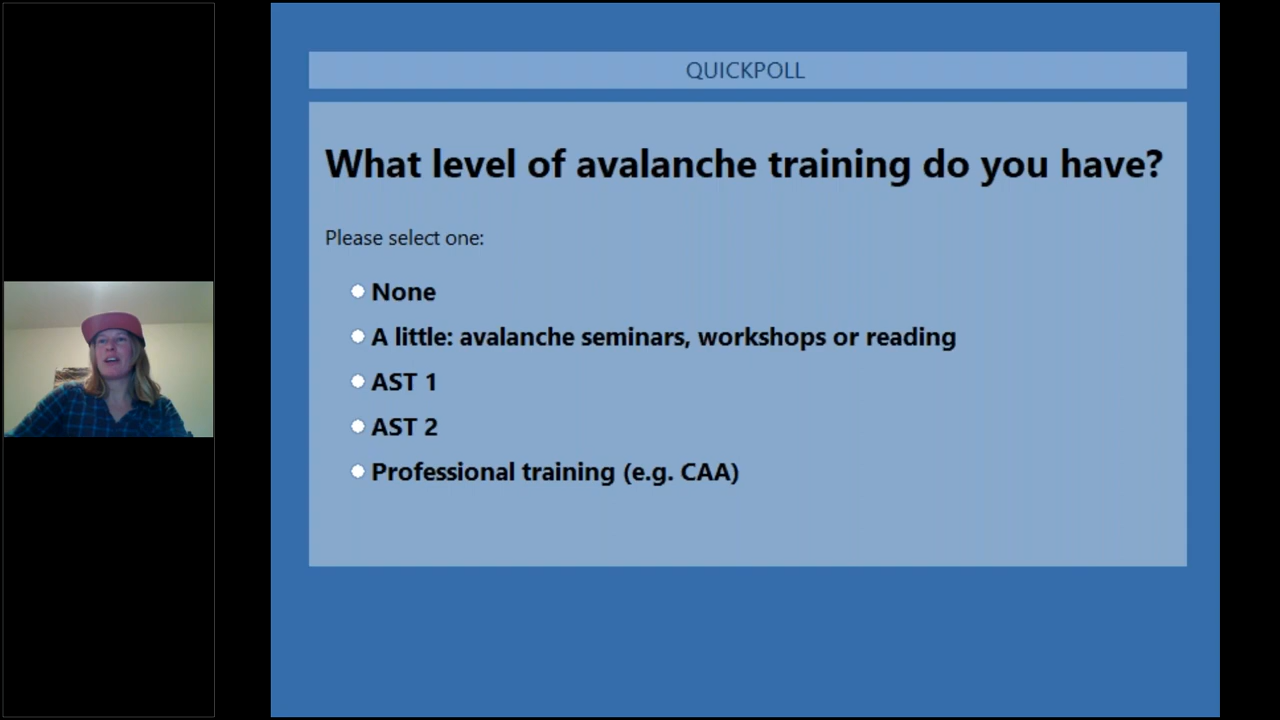 QUICKPOLL
What level of avalanche training do you have?
Please select one:
None
A little: avalanche seminars, workshops or reading
AST 1
AST 2
Professional training (e.g. CAA)